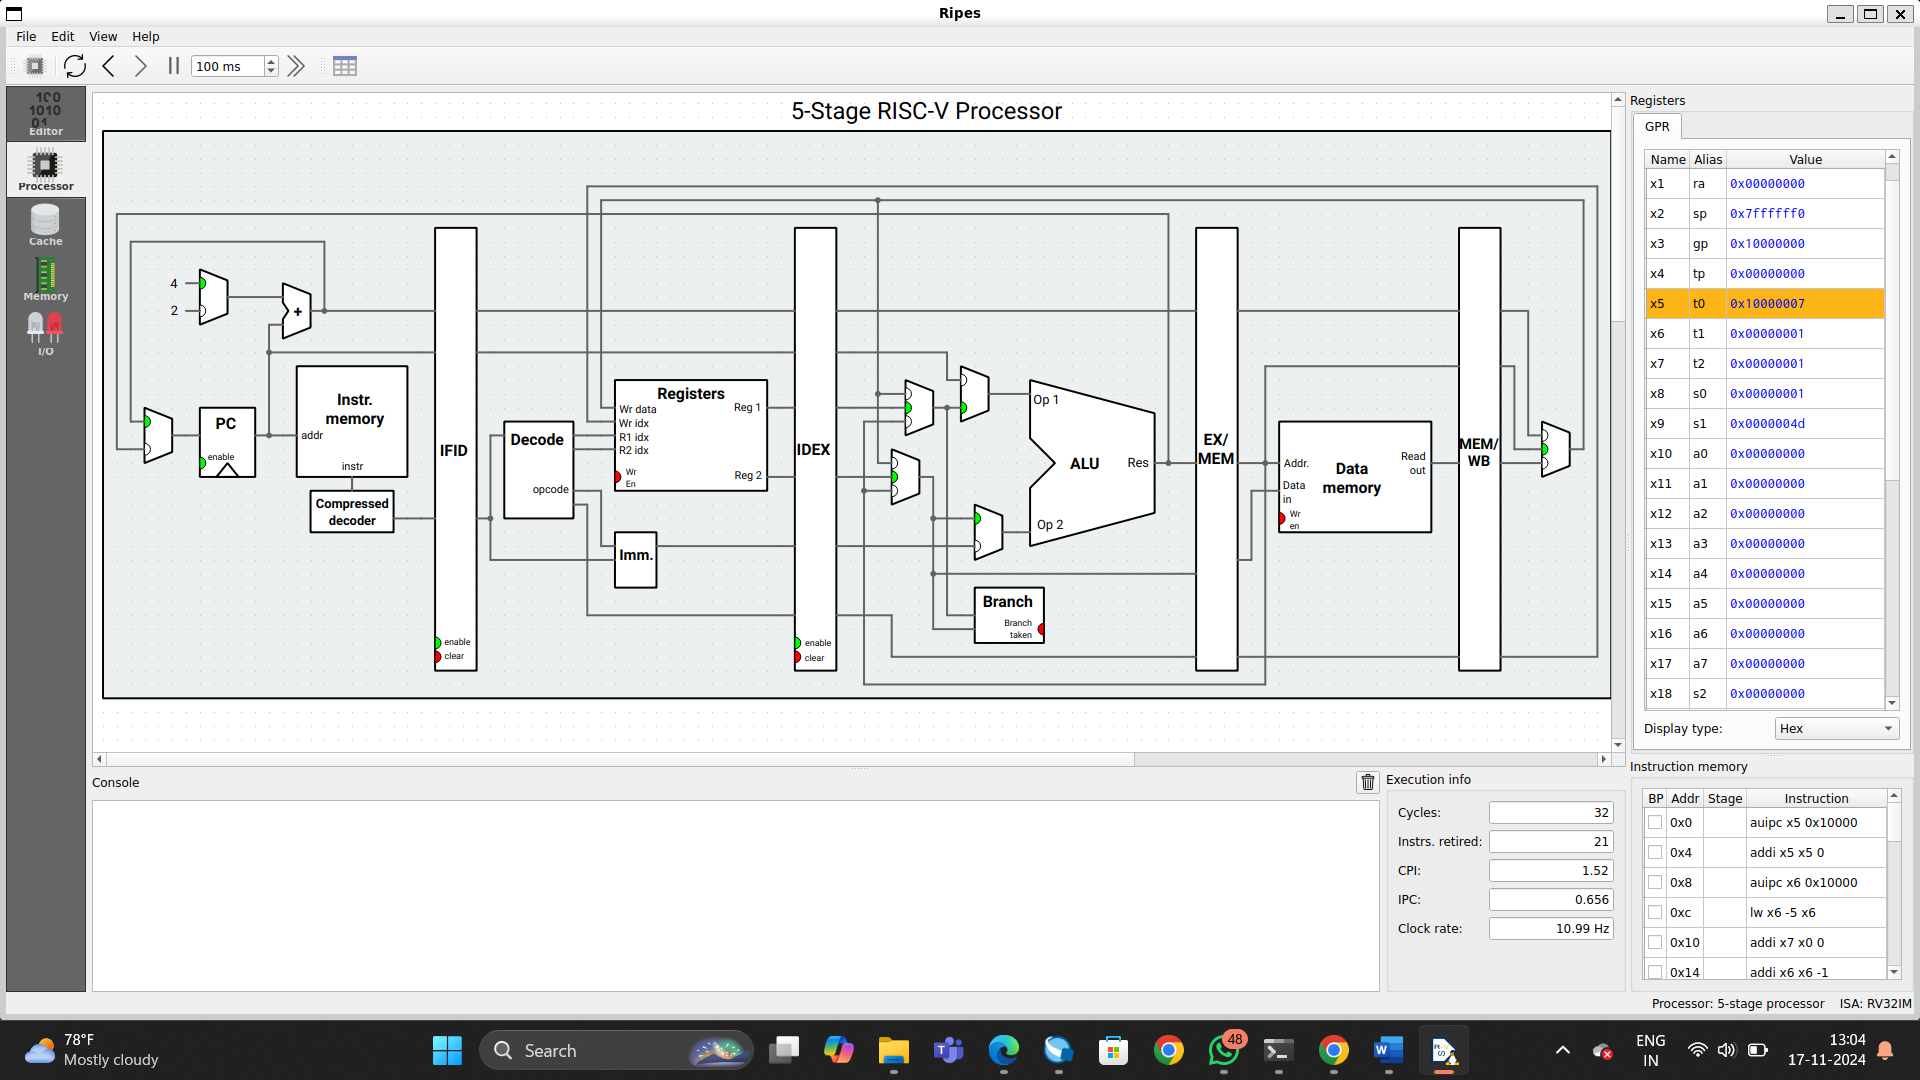 Ripes
File Edit View Help
100 ms
Editor
Processor
Cache
Memory
I/O
5-Stage RISC-V Processor
4
2
+
PC
enable
Instr.
memory
addr
instr
Compressed
decoder
IFID
enable
clear
Decode
opcode
Registers
Wr data
Wr idx
R1 idx
R2 idx
Wr
En
Reg 1
Reg 2
Imm.
IDEX
enable
clear
Op 1
ALU
Res
Op 2
Branch
Branch
taken
EX/
MEM
Addr.
Data
in
Wr
en
Data
memory
Read
out
MEM/
WB
Registers
GPR
Name Alias Value
x1 ra 0x00000000
x2 sp 0x7ffffff0
x3 gp 0x10000000
x4 tp 0x00000000
x5 t0 0x10000007
x6 t1 0x00000001
x7 t2 0x00000001
x8 s0 0x00000001
x9 s1 0x0000004d
x10 a0 0x00000000
x11 a1 0x00000000
x12 a2 0x00000000
x13 a3 0x00000000
x14 a4 0x00000000
x15 a5 0x00000000
x16 a6 0x00000000
x17 a7 0x00000000
x18 s2 0x00000000
Display type: Hex
Console
Execution info
Cycles: 32
Instrs. retired: 21
CPI: 1.52
IPC: 0.656
Clock rate: 10.99 Hz
Instruction memory
BP Addr Stage Instruction
0x0 auipc x5 0x10000
0x4 addi x5 x5 0
0x8 auipc x6 0x10000
0xc lw x6 -5 x6
0x10 addi x7 x0 0
0x14 addi x6 x6 -1
Processor: 5-stage processor ISA: RV32IM
78°F
Mostly cloudy
Search
48
ENG
IN
13:04
17-11-2024